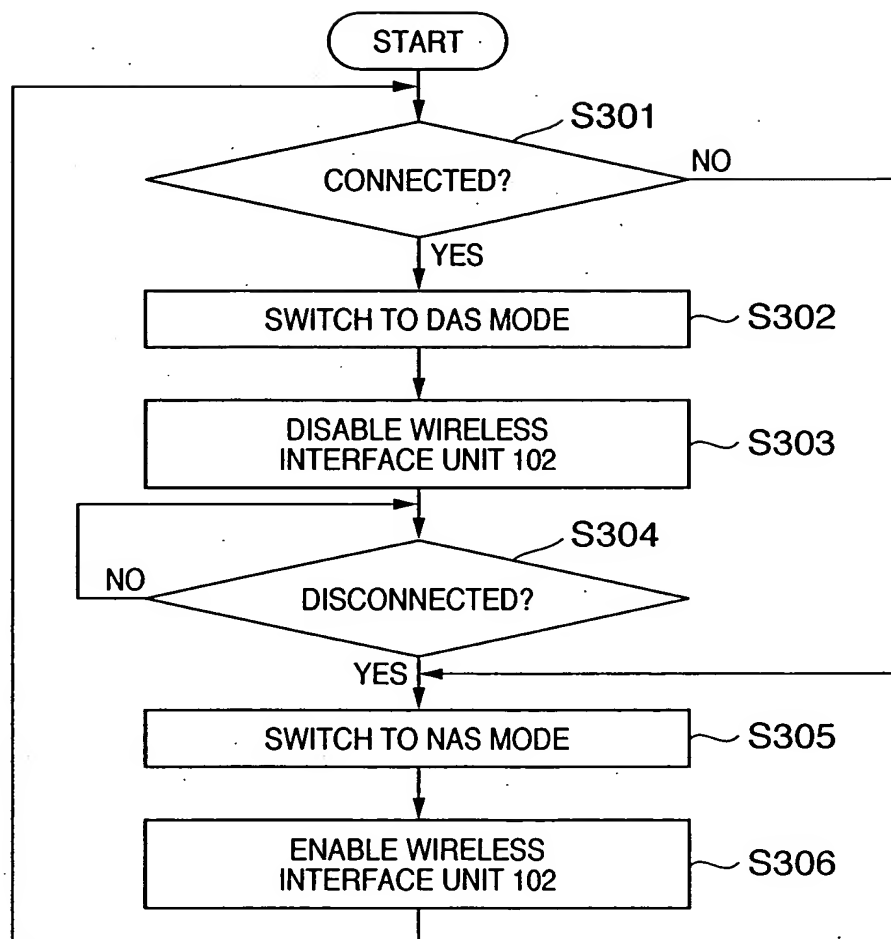 START
S301
CONNECTED?
NO
YES
SWITCH TO DAS MODE
S302
DISABLE WIRELESS
INTERFACE UNIT 102
S303
S304
NO
DISCONNECTED?
YES
SWITCH TO NAS MODE
S305
ENABLE WIRELESS
INTERFACE UNIT 102
S306